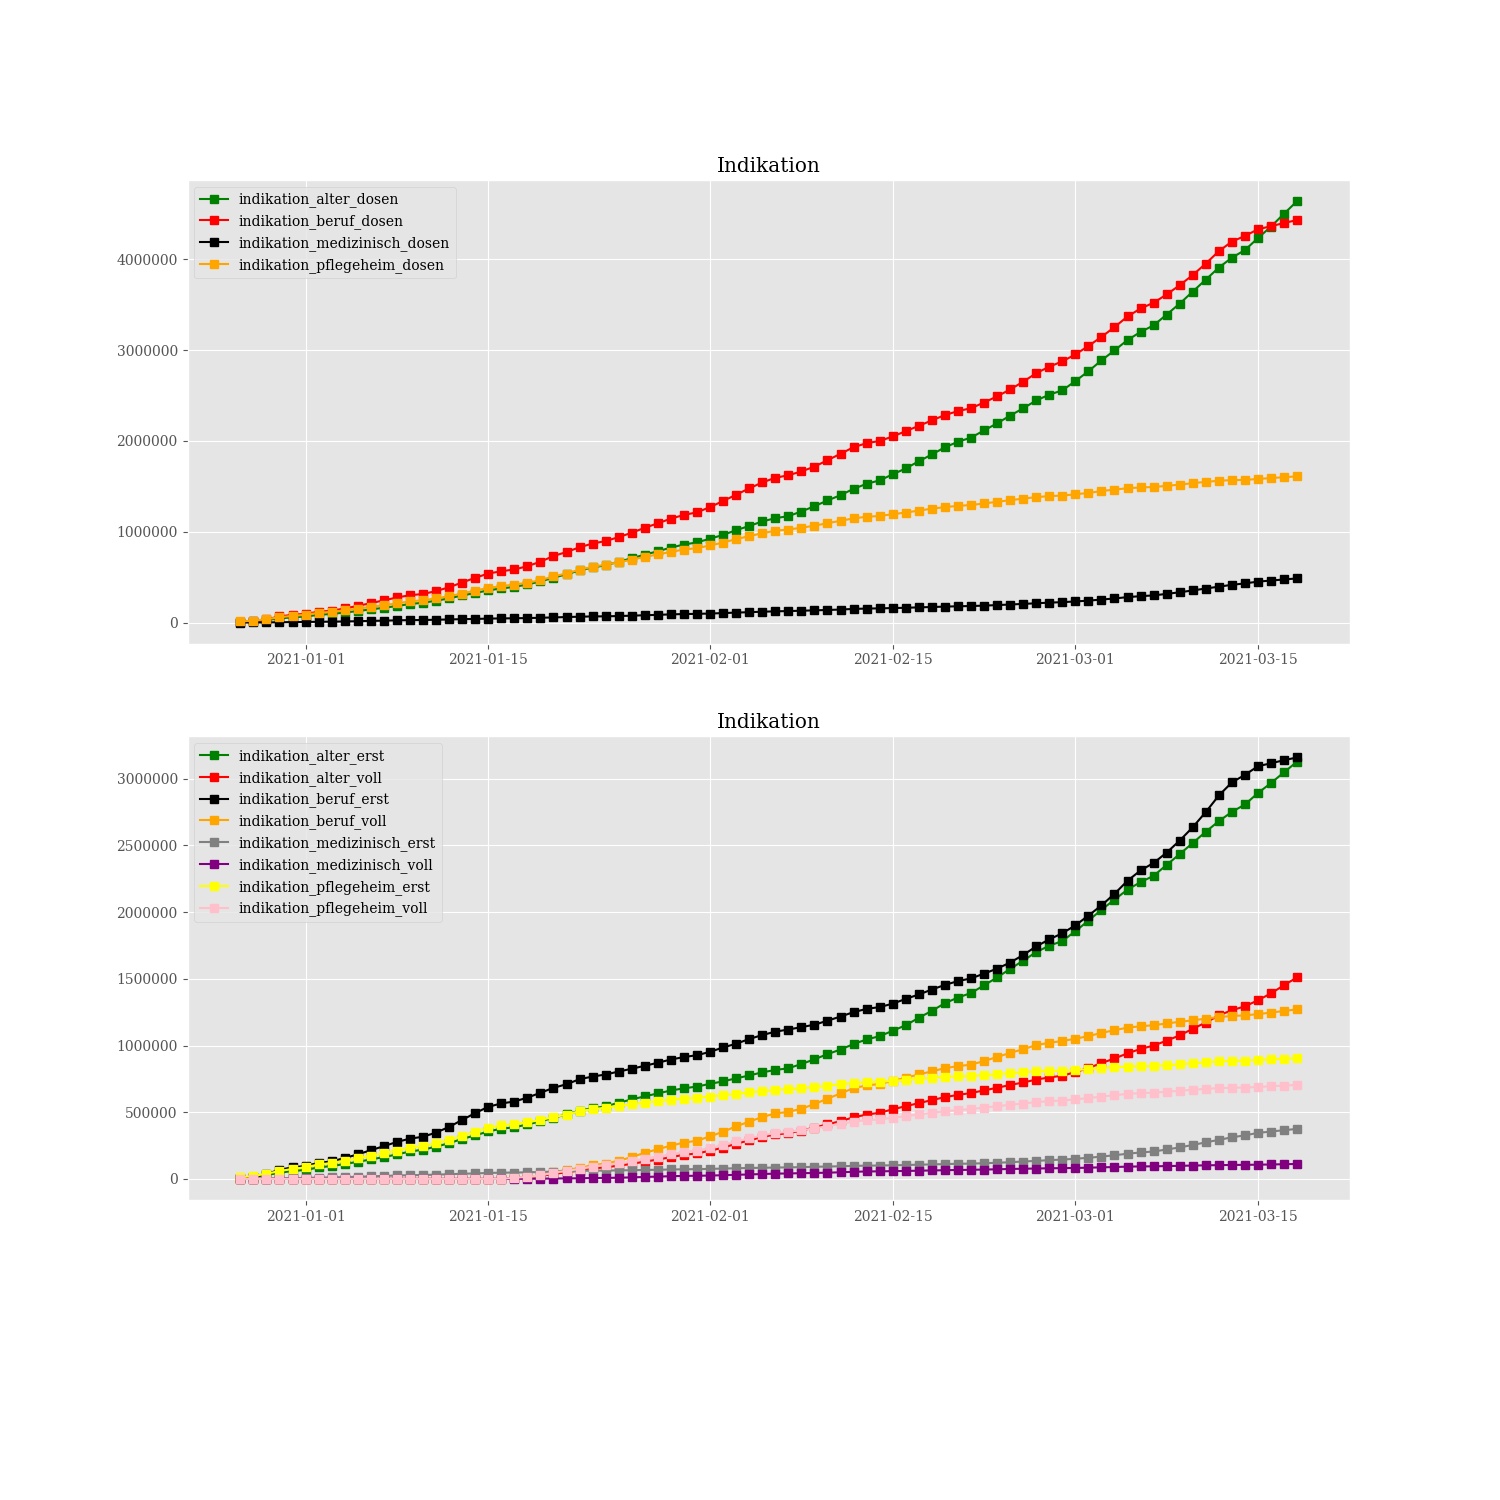 Indikation
indikation_alter_dosen
indikation_beruf_dosen
indikation_medizinisch_dosen
indikation_pflegeheim_dosen
4000000
3000000
2000000
1000000
0
2021-01-01 2021-01-15 2021-02-01 2021-02-15 2021-03-01 2021-03-15
Indikation
indikation_alter_erst
indikation_alter_voll
indikation_beruf_erst
indikation_beruf_voll
indikation_medizinisch_erst
indikation_medizinisch_voll
indikation_pflegeheim_erst
indikation_pflegeheim_voll
3000000
2500000
2000000
1500000
1000000
500000
0
2021-01-01 2021-01-15 2021-02-01 2021-02-15 2021-03-01 2021-03-15